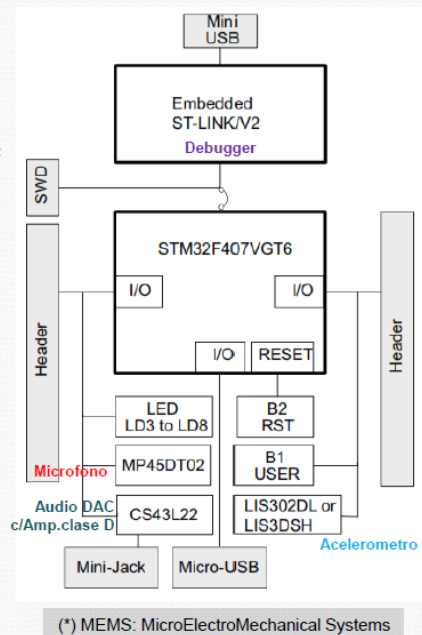 Mini
USB
Embedded
ST-LINK/V2
Debugger
SWD
STM32F407VGT6
I/O
I/O
Header
Header
I/O
RESET
LED
LD3 to LD8
B2
RST
Microfono
MP45DT02
B1
USER
Audio DAC
c/Amp.clase D
CS43L22
LIS302DL or
LIS3DSH
Acelerometro
Mini-Jack
Micro-USB
(*) MEMS: MicroElectroMechanical Systems